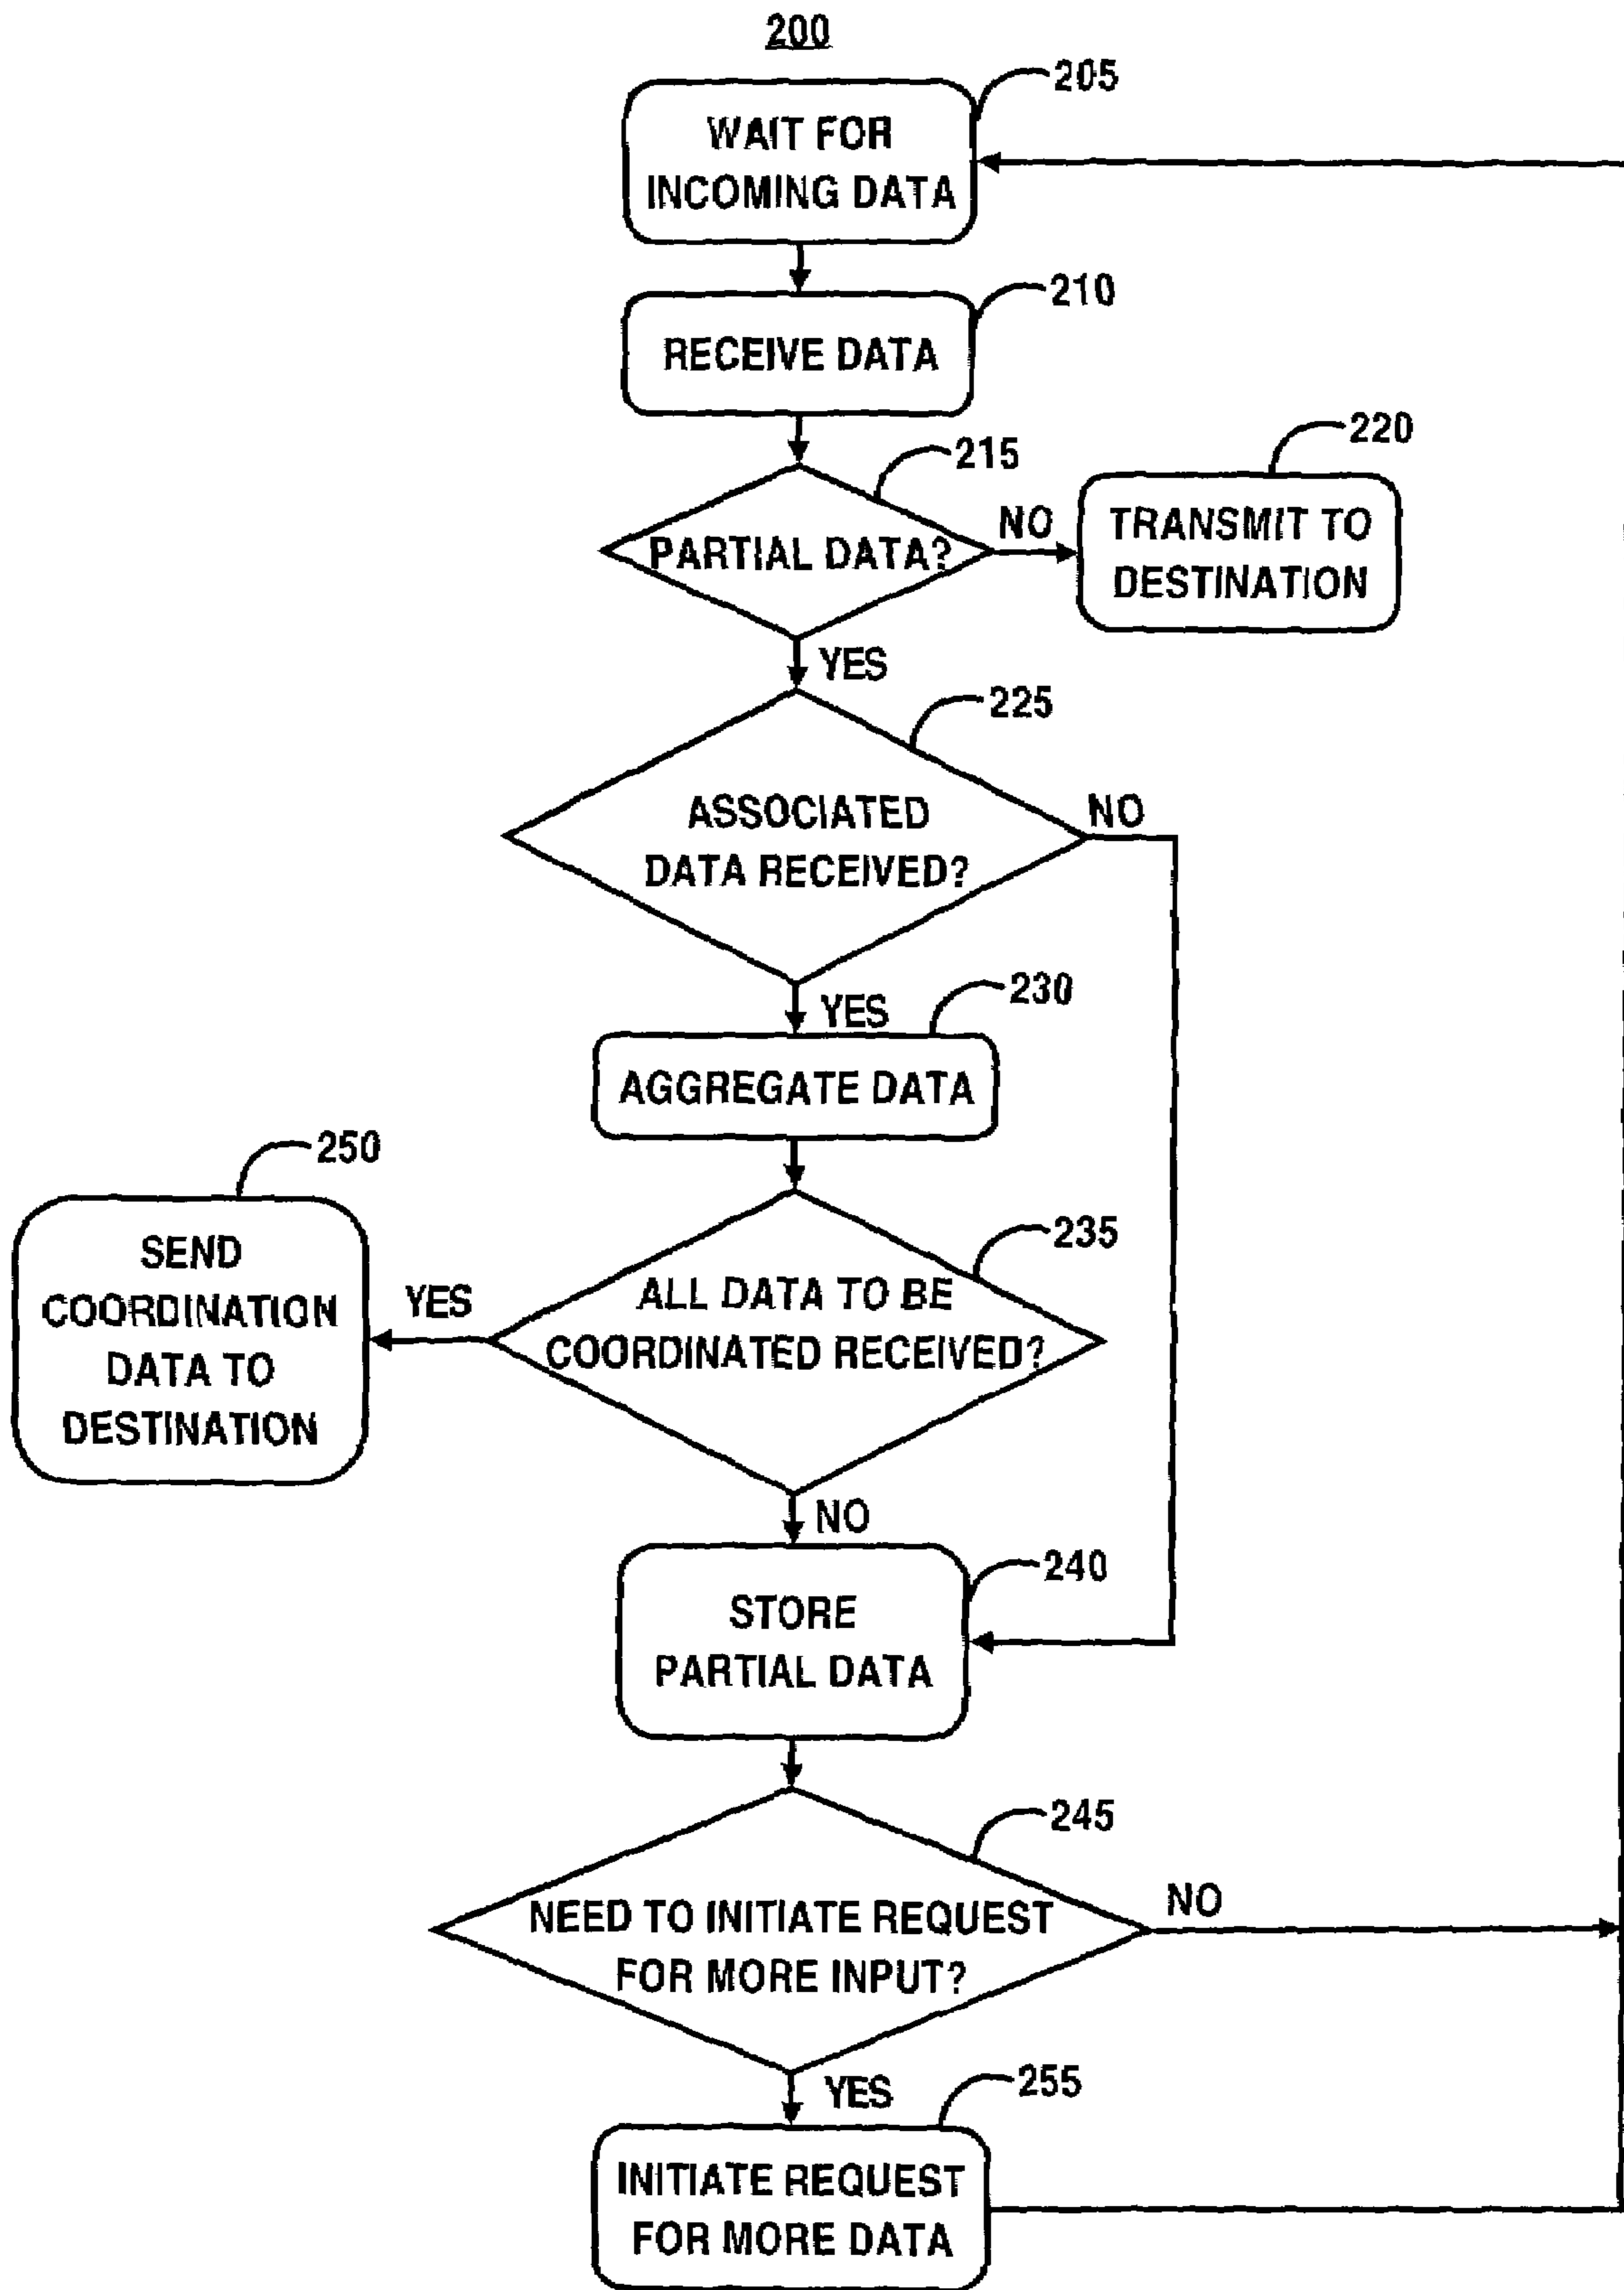 200
205
WAIT FOR
INCOMING DATA
210
RECEIVE DATA
215
PARTIAL DATA?
NO
220
TRANSMIT TO
DESTINATION
YES
225
ASSOCIATED
DATA RECEIVED?
NO
YES
230
AGGREGATE DATA
250
SEND
COORDINATION
DATA TO
DESTINATION
YES
235
ALL DATA TO BE
COORDINATED RECEIVED?
NO
240
STORE
PARTIAL DATA
245
NEED TO INITIATE REQUEST
FOR MORE INPUT?
NO
YES
255
INITIATE REQUEST
FOR MORE DATA